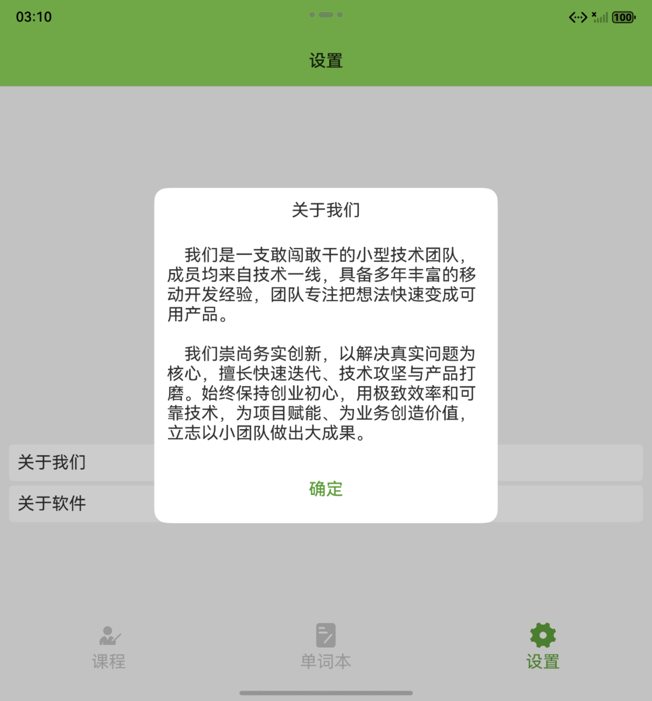 03:10
100
设置
关于我们
我们是一支敢闯敢干的小型技术团队，
成员均来自技术一线，具备多年丰富的移
动开发经验，团队专注把想法快速变成可
用产品。
我们崇尚务实创新，以解决真实问题为
核心，擅长快速迭代、技术攻坚与产品打
磨。始终保持创业初心，用极致效率和可
靠技术，为项目赋能、为业务创造价值，
立志以小团队做出大成果。
确定
关于我们
关于软件
课程
单词本
设置